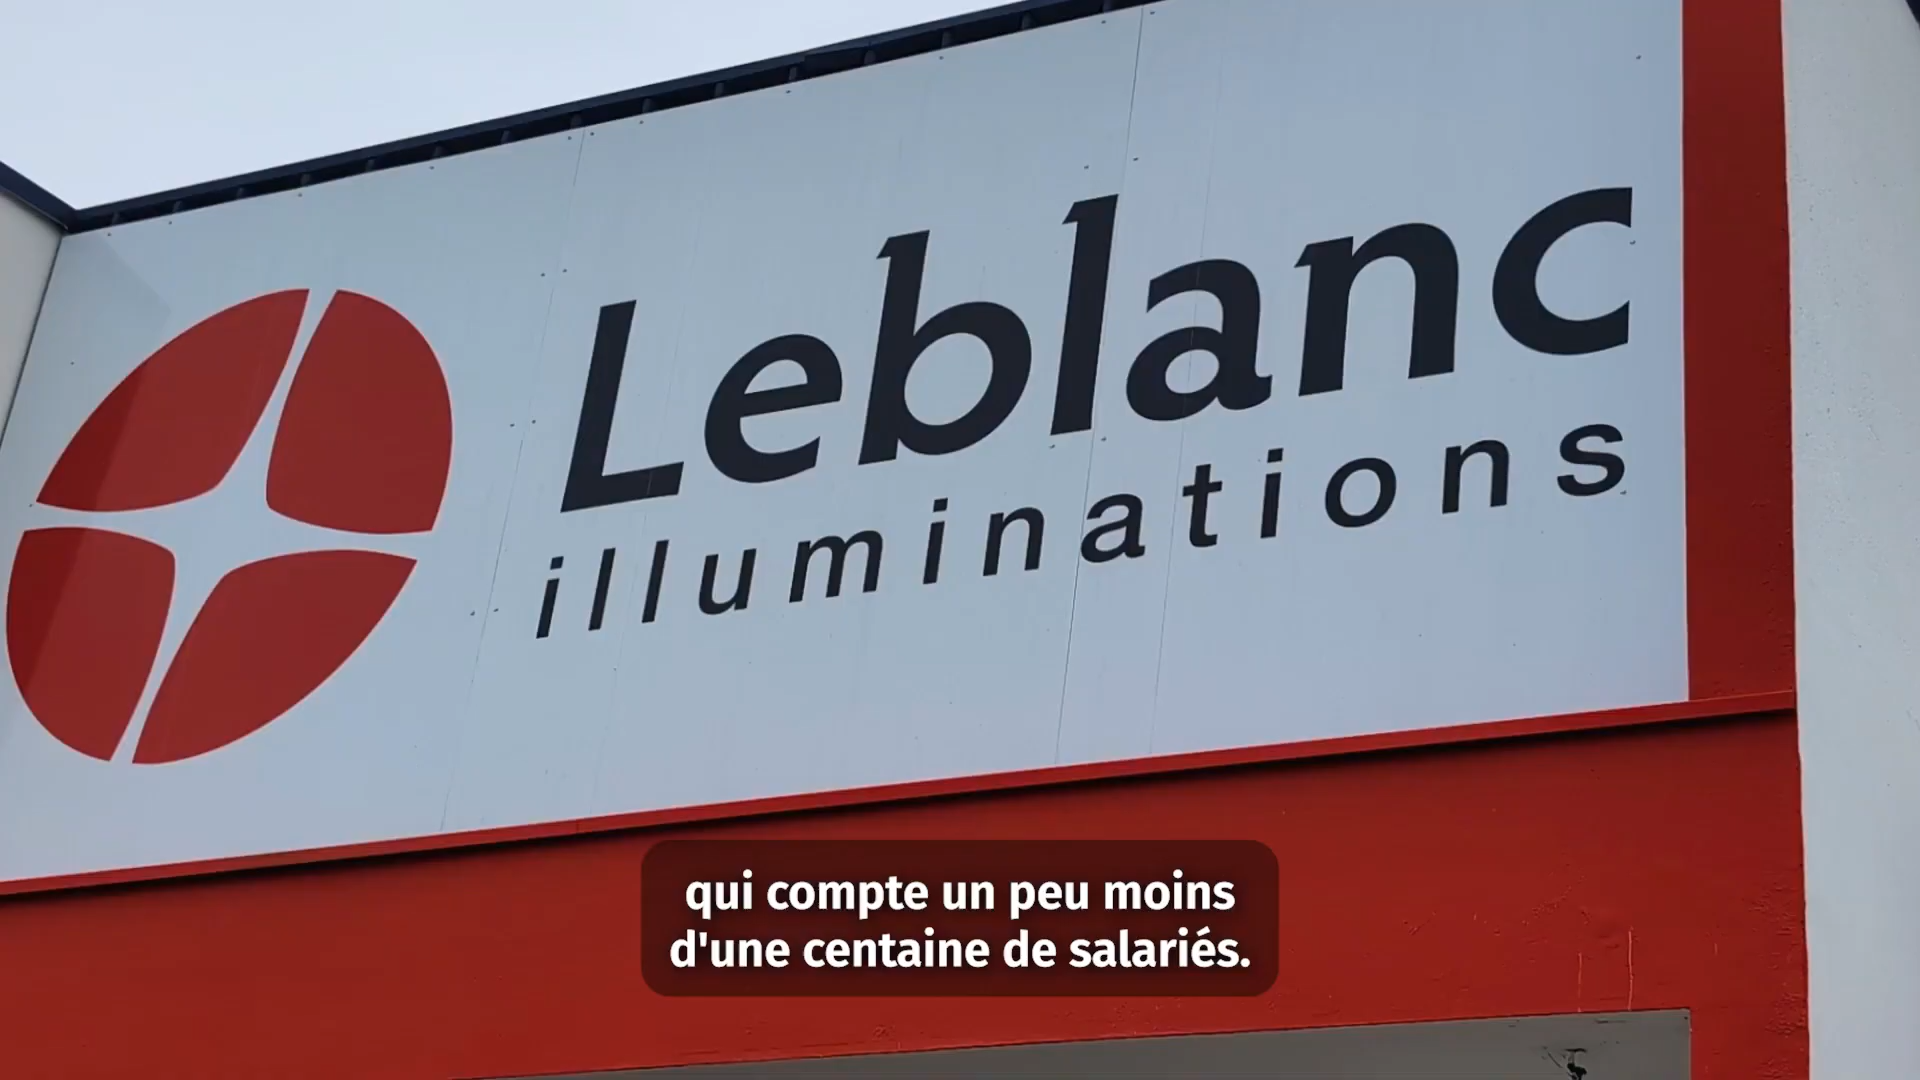 Leblanc
illuminations
qui compte un peu moins
d'une centaine de salariés.